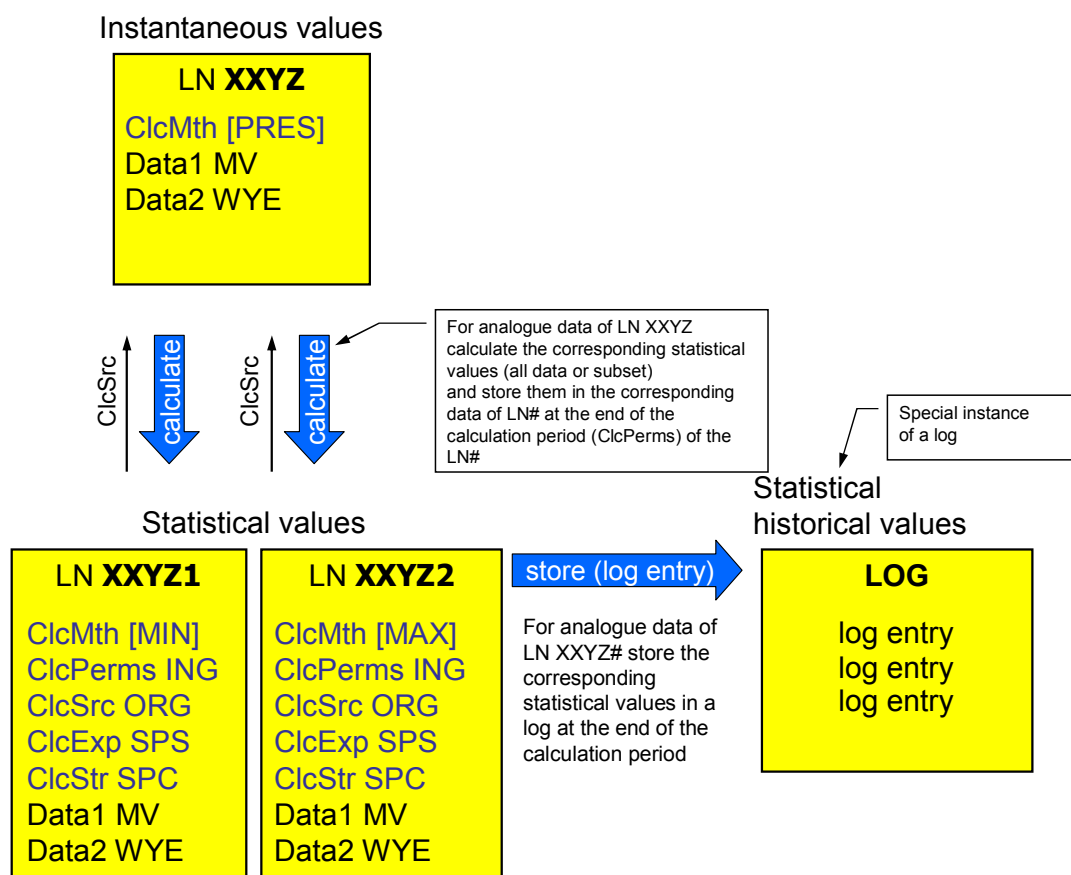 Instantaneous values
LN XXYZ
ClcMth [PRES]
Data1 MV
Data2 WYE
ClcSrc
calculate
ClcSrc
calculate
For analogue data of LN XXYZ
calculate the corresponding statistical
values (all data or subset)
and store them in the corresponding
data of LN# at the end of the
calculation period (ClcPerms) of the
LN#
Special instance
of a log
Statistical values
LN XXYZ1
ClcMth [MIN]
ClcPerms ING
ClcSrc ORG
ClcExp SPS
ClcStr SPC
Data1 MV
Data2 WYE
LN XXYZ2
ClcMth [MAX]
ClcPerms ING
ClcSrc ORG
ClcExp SPS
ClcStr SPC
Data1 MV
Data2 WYE
store (log entry)
For analogue data of
LN XXYZ# store the
corresponding
statistical values in a
log at the end of the
calculation period
Statistical
historical values
LOG
log entry
log entry
log entry